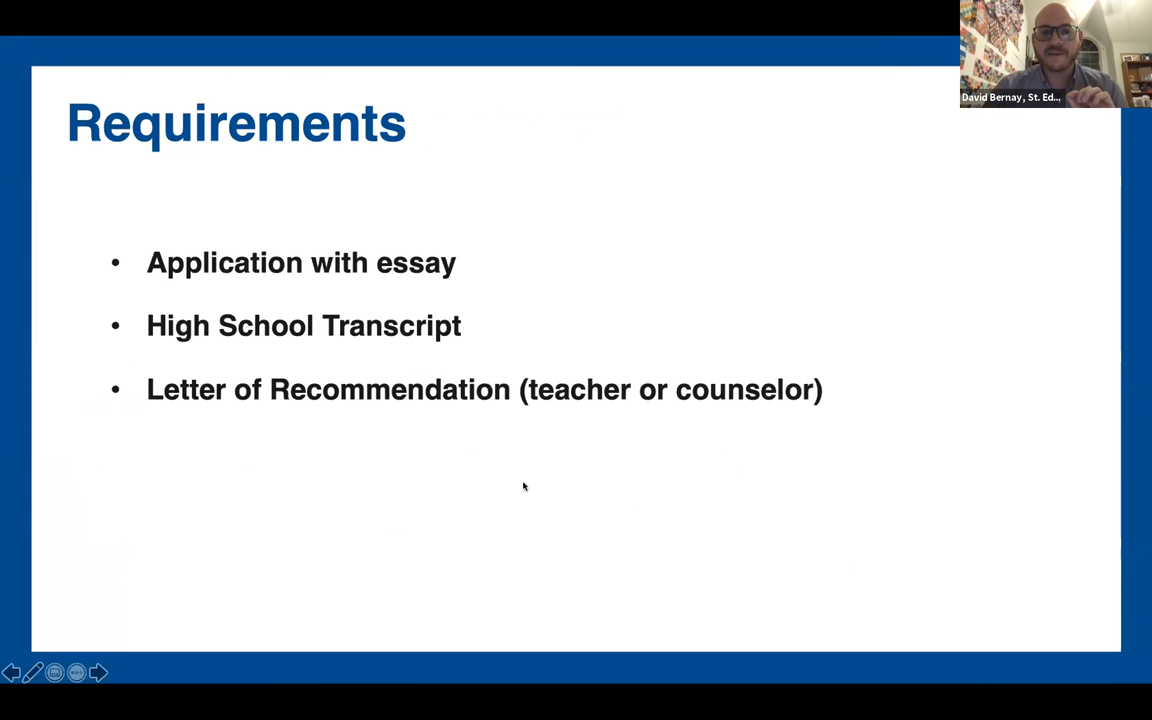 Requirements
David Bernay, St. Ed...
• Application with essay
• High School Transcript
• Letter of Recommendation (teacher or counselor)